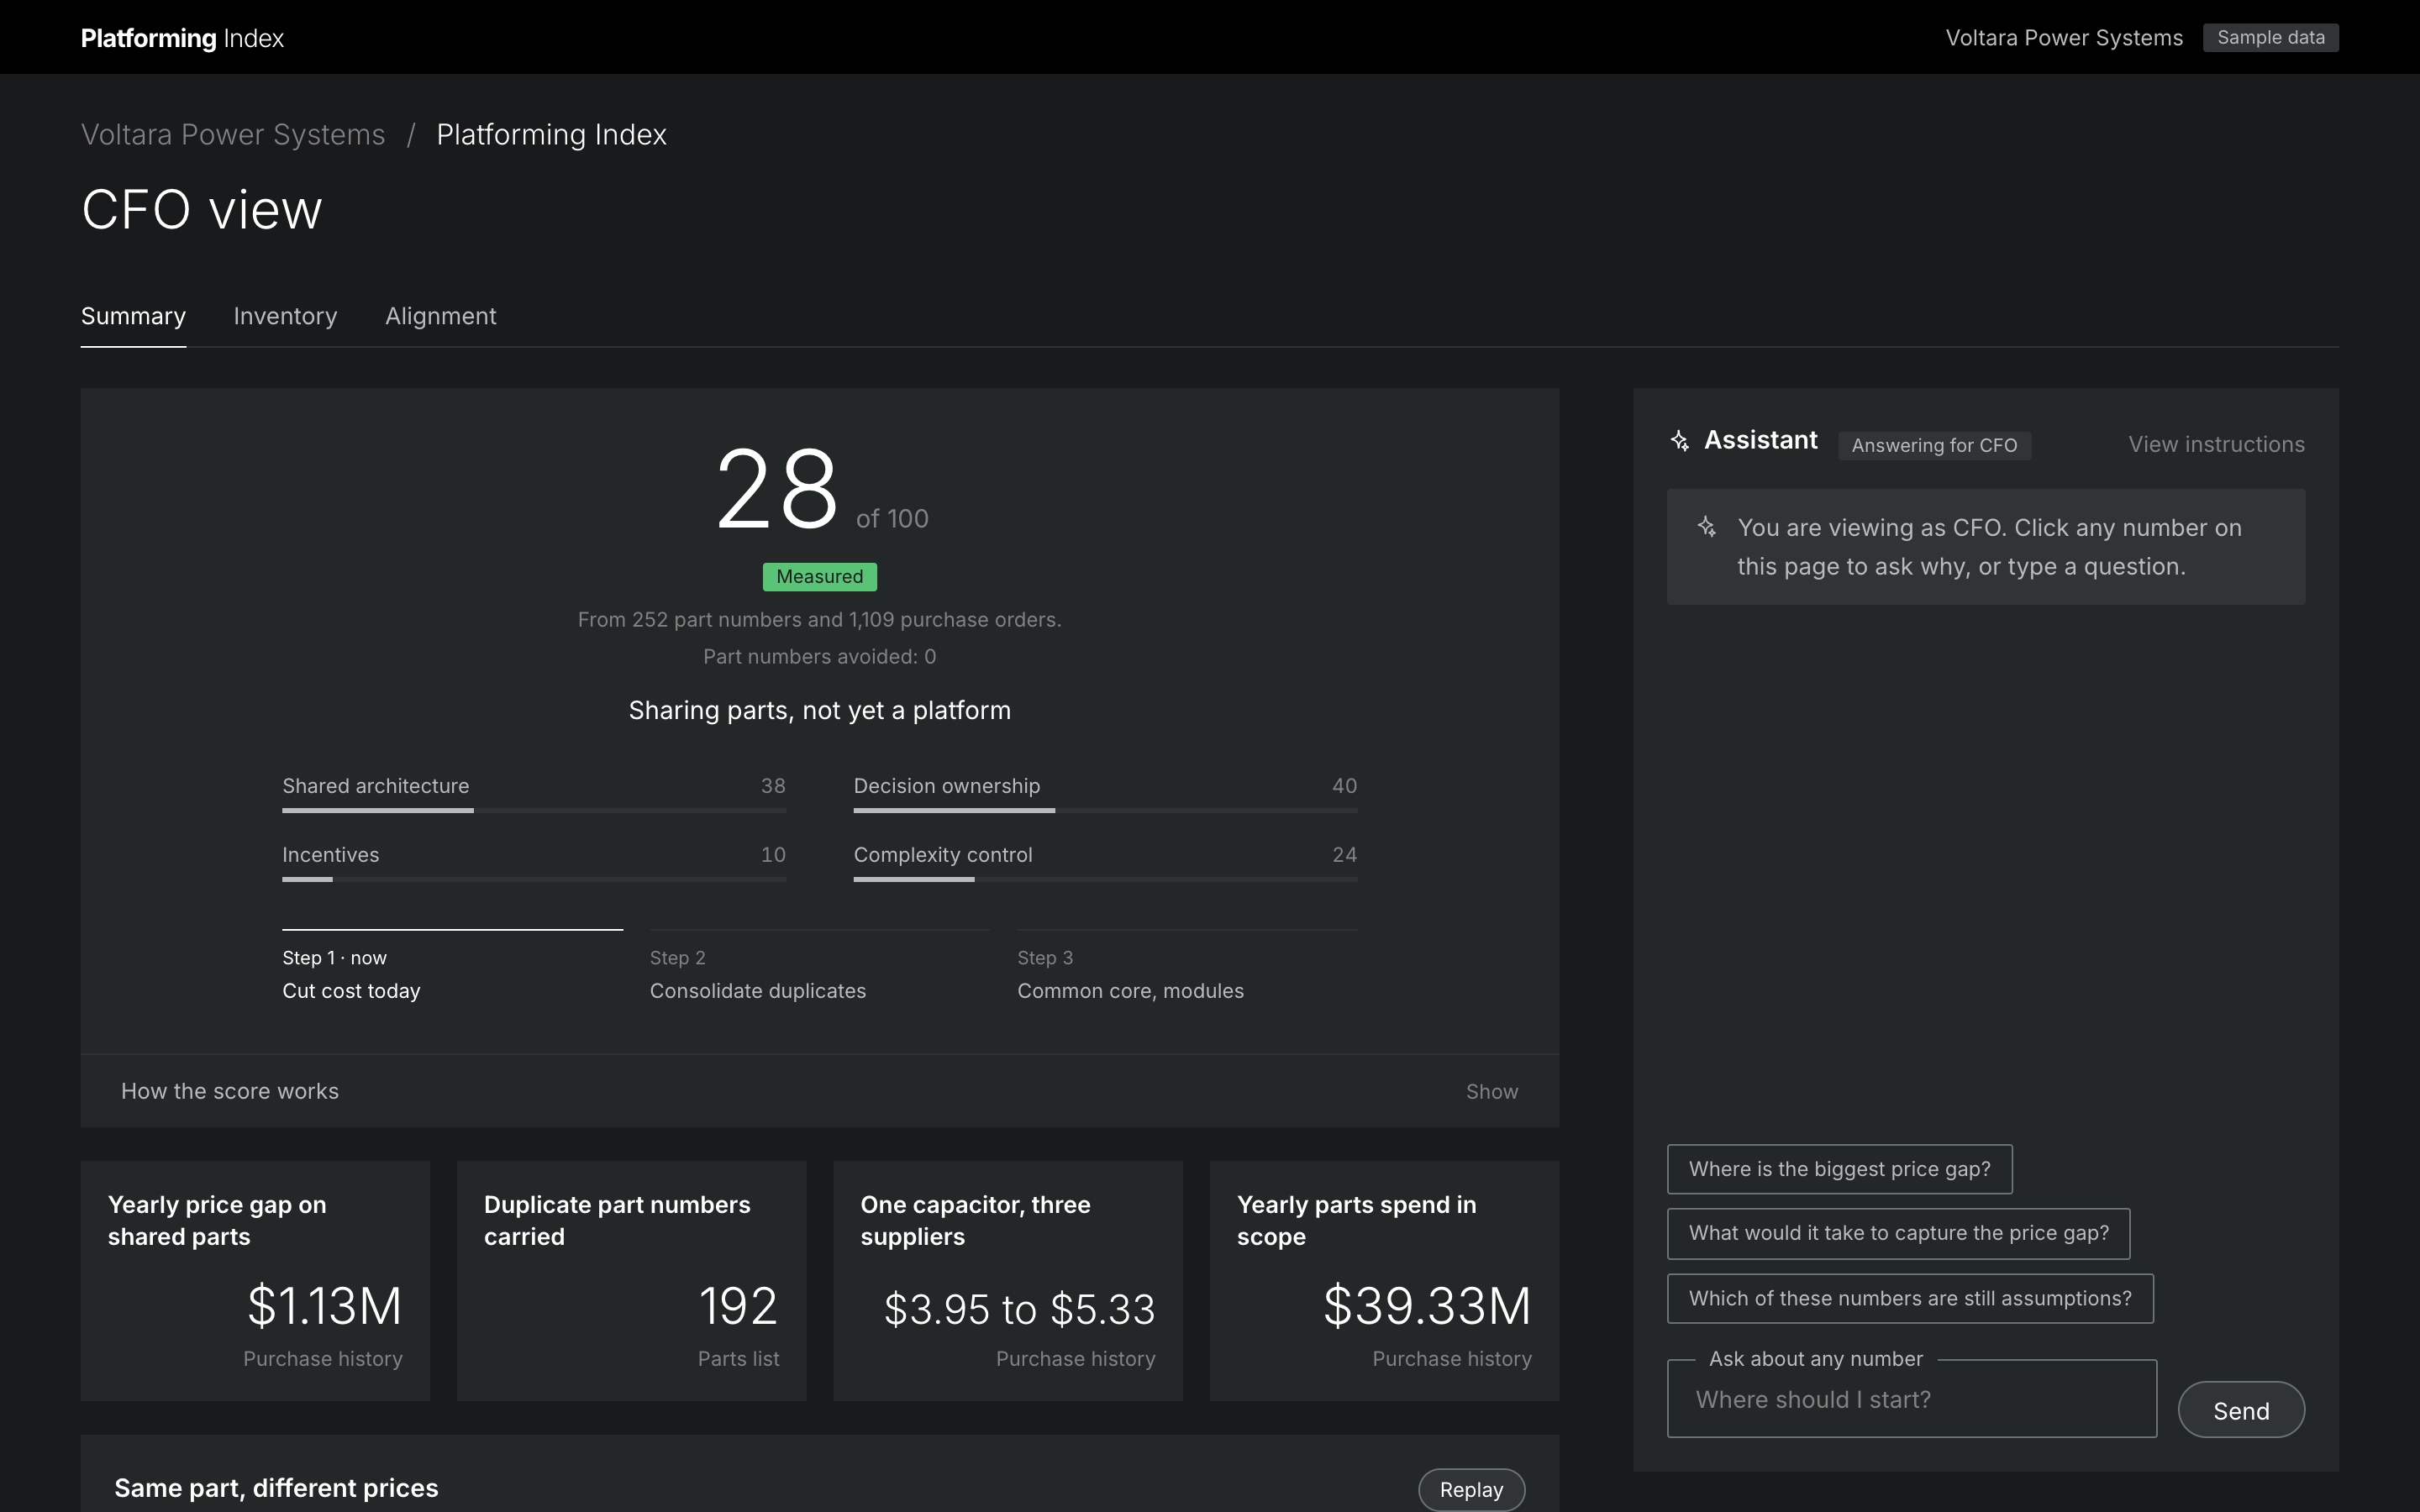 Platforming Index
Voltara Power Systems
Sample data
Voltara Power Systems / Platforming Index
CFO view
Summary
Inventory
Alignment
28 of 100
Measured
From 252 part numbers and 1,109 purchase orders.
Part numbers avoided: 0
Sharing parts, not yet a platform
Shared architecture 38
Decision ownership 40
Incentives 10
Complexity control 24
Step 1 · now
Cut cost today
Step 2
Consolidate duplicates
Step 3
Common core, modules
How the score works
Show
Yearly price gap on
shared parts
$1.13M
Purchase history
Duplicate part numbers
carried
192
Parts list
One capacitor, three
suppliers
$3.95 to $5.33
Purchase history
Yearly parts spend in
scope
$39.33M
Purchase history
Same part, different prices
Replay
Assistant
Answering for CFO
View instructions
You are viewing as CFO. Click any number on
this page to ask why, or type a question.
Where is the biggest price gap?
What would it take to capture the price gap?
Which of these numbers are still assumptions?
Ask about any number
Where should I start?
Send